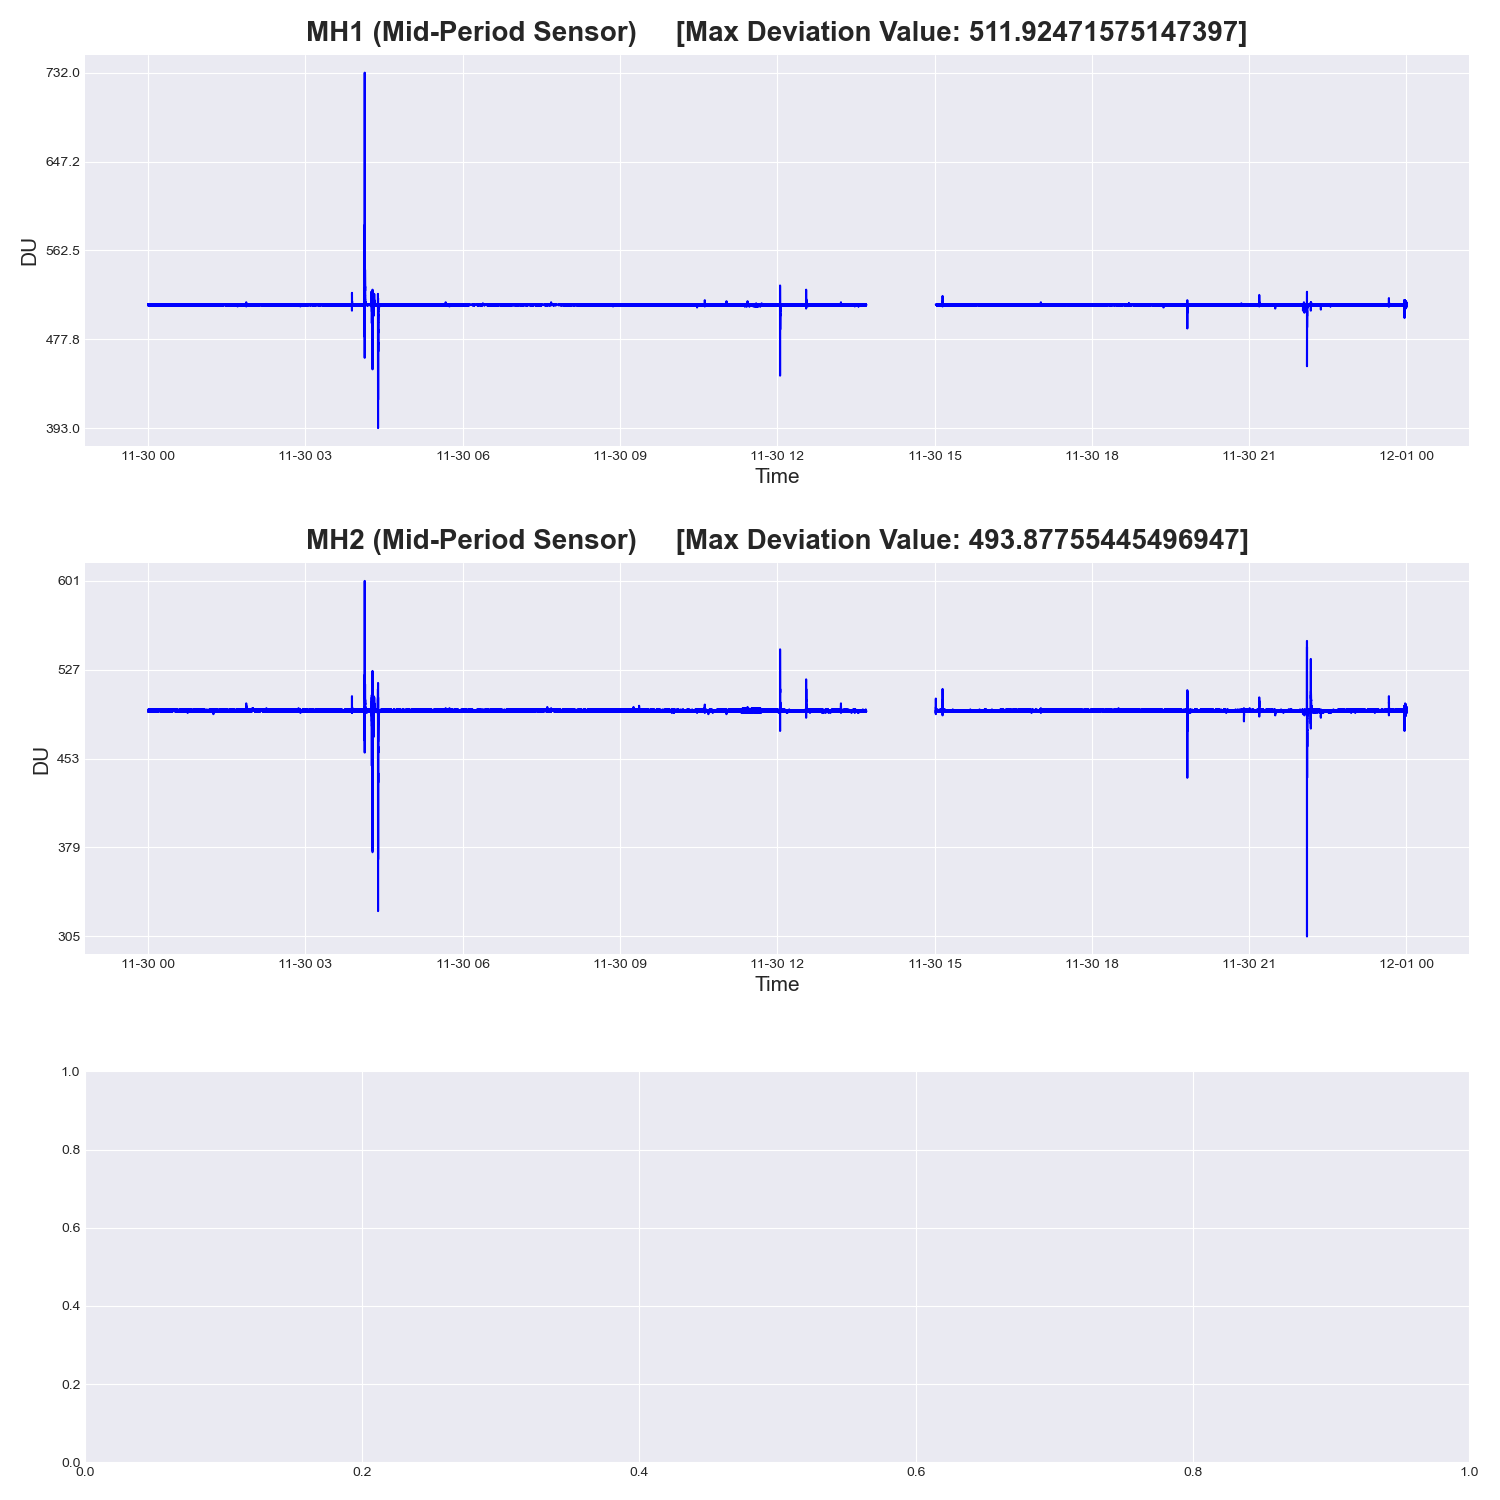 MH1 (Mid-Period Sensor) [Max Deviation Value: 511.92471575147397]
732.0
647.2
562.5
477.8
393.0
DU
11-30 00 11-30 03 11-30 06 11-30 09 11-30 12 11-30 15 11-30 18 11-30 21 12-01 00
Time
MH2 (Mid-Period Sensor) [Max Deviation Value: 493.87755445496947]
601
527
453
379
305
DU
11-30 00 11-30 03 11-30 06 11-30 09 11-30 12 11-30 15 11-30 18 11-30 21 12-01 00
Time
1.0
0.8
0.6
0.4
0.2
0.0
0.0 0.2 0.4 0.6 0.8 1.0